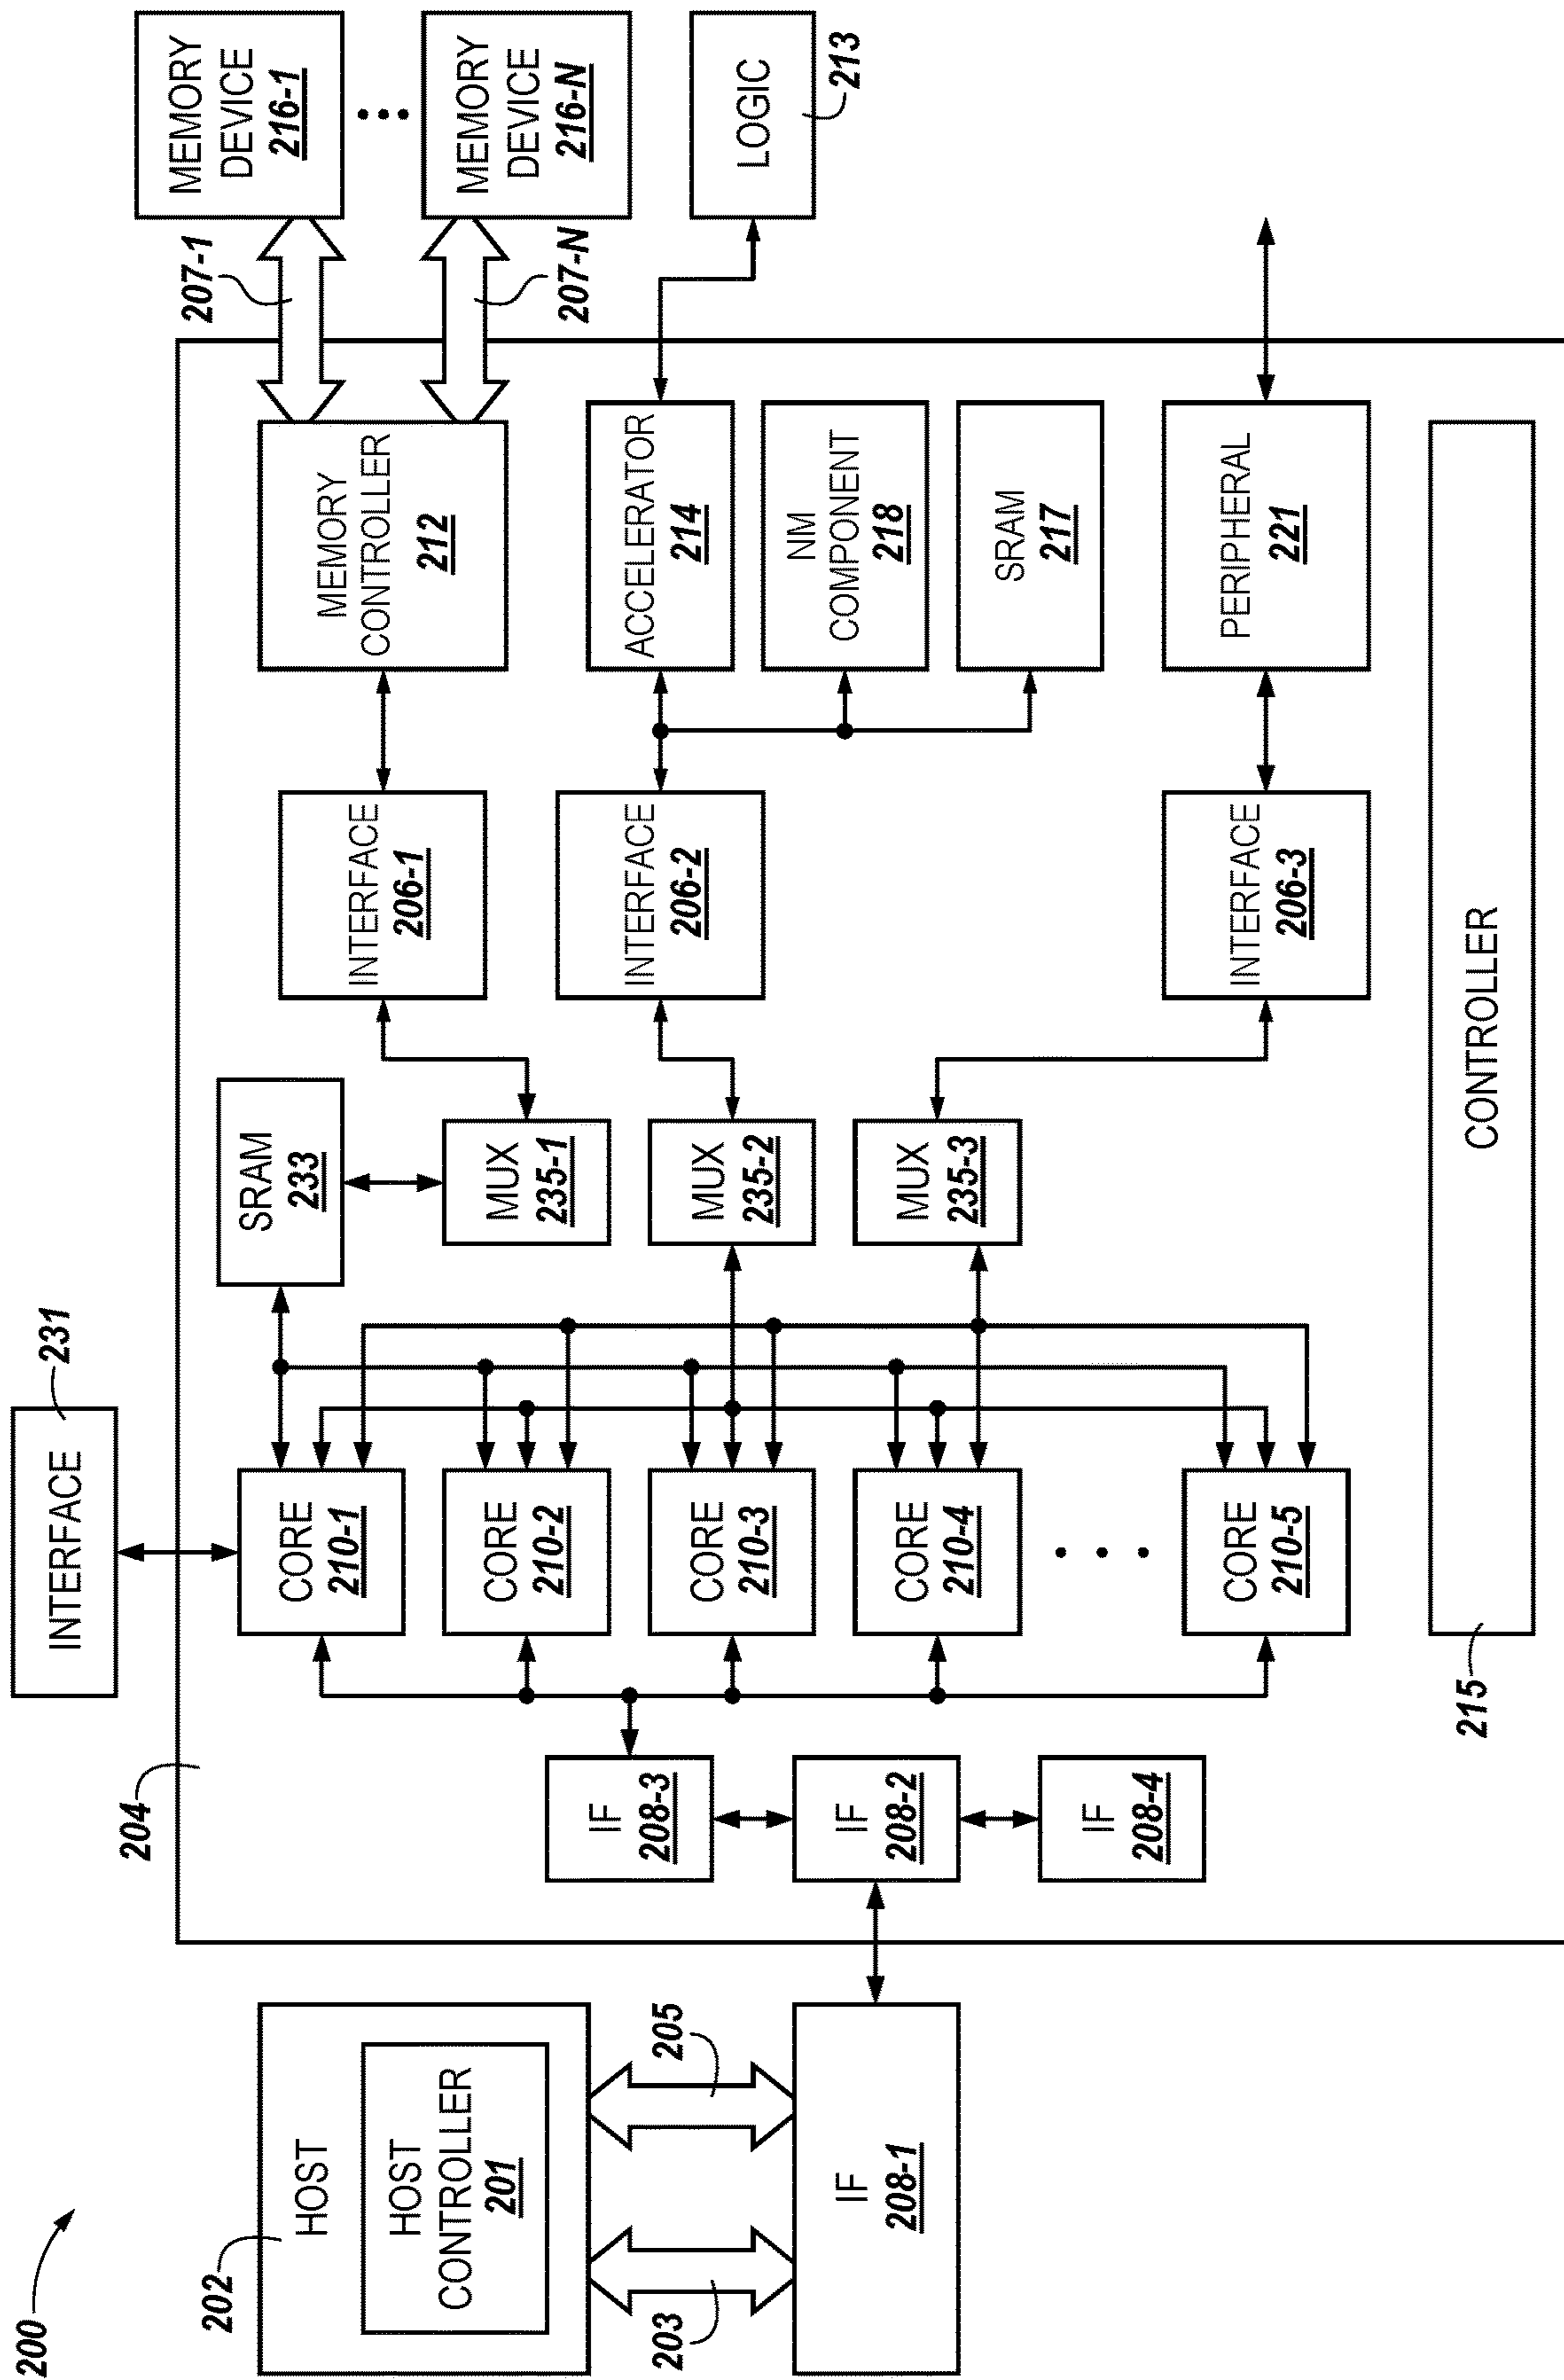 200
202
HOST
HOST
CONTROLLER
201
203
205
IF
208-1
204
IF
208-3
IF
208-2
IF
208-4
INTERFACE
231
CORE
210-1
CORE
210-2
CORE
210-3
CORE
210-4
CORE
210-5
SRAM
233
MUX
235-1
MUX
235-2
MUX
235-3
INTERFACE
206-1
INTERFACE
206-2
INTERFACE
206-3
MEMORY
CONTROLLER
212
ACCELERATOR
214
NM
COMPONENT
218
SRAM
217
PERIPHERAL
221
CONTROLLER
215
207-1
207-N
MEMORY
DEVICE
216-1
MEMORY
DEVICE
216-N
LOGIC
213